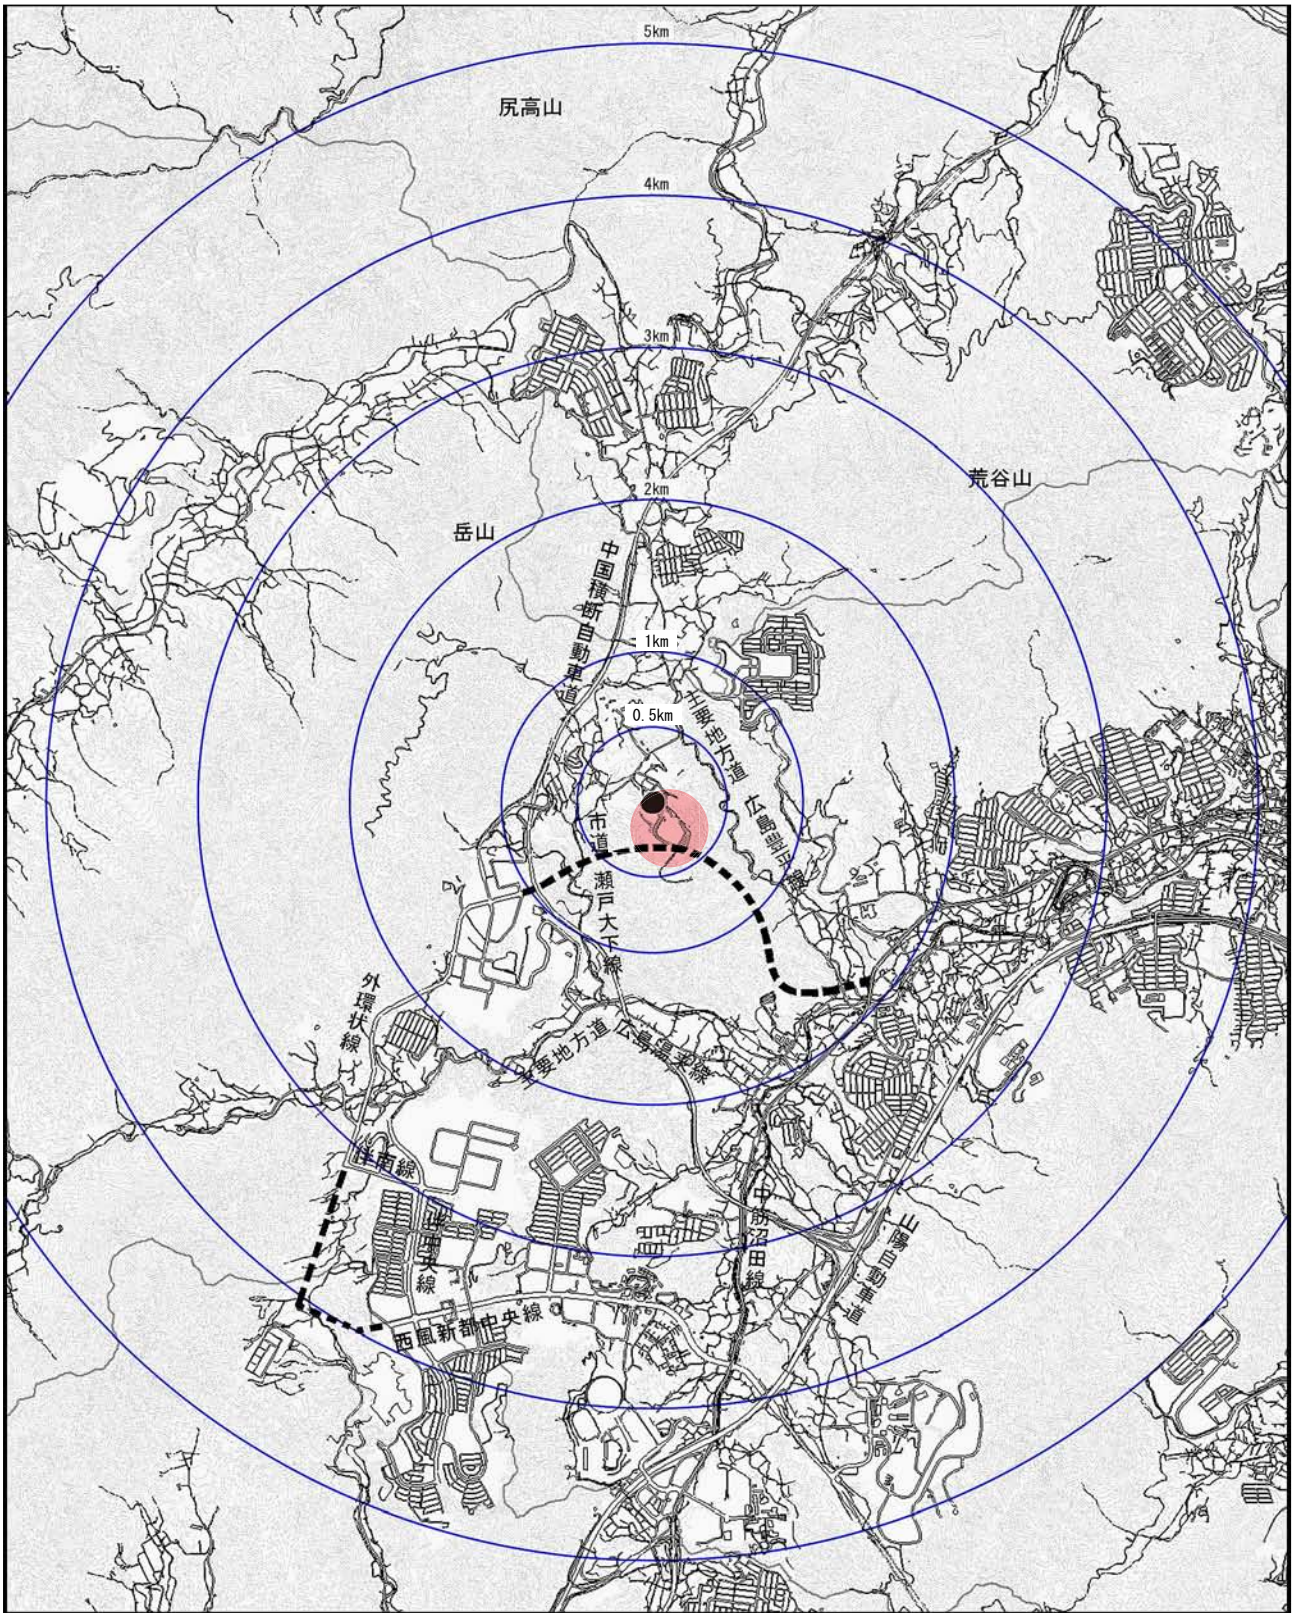 5km
尻高山
4km
3km
荒谷山
2km
岳山
中国横断自動車道
1km
0.5km
主要地方道
広島豊平線
市道
瀬戸大下線
外環状線
主要地方道
広島湯来線
伴南線
伴中央線
中筋沼田線
山陽自動車道
西風新都中央線